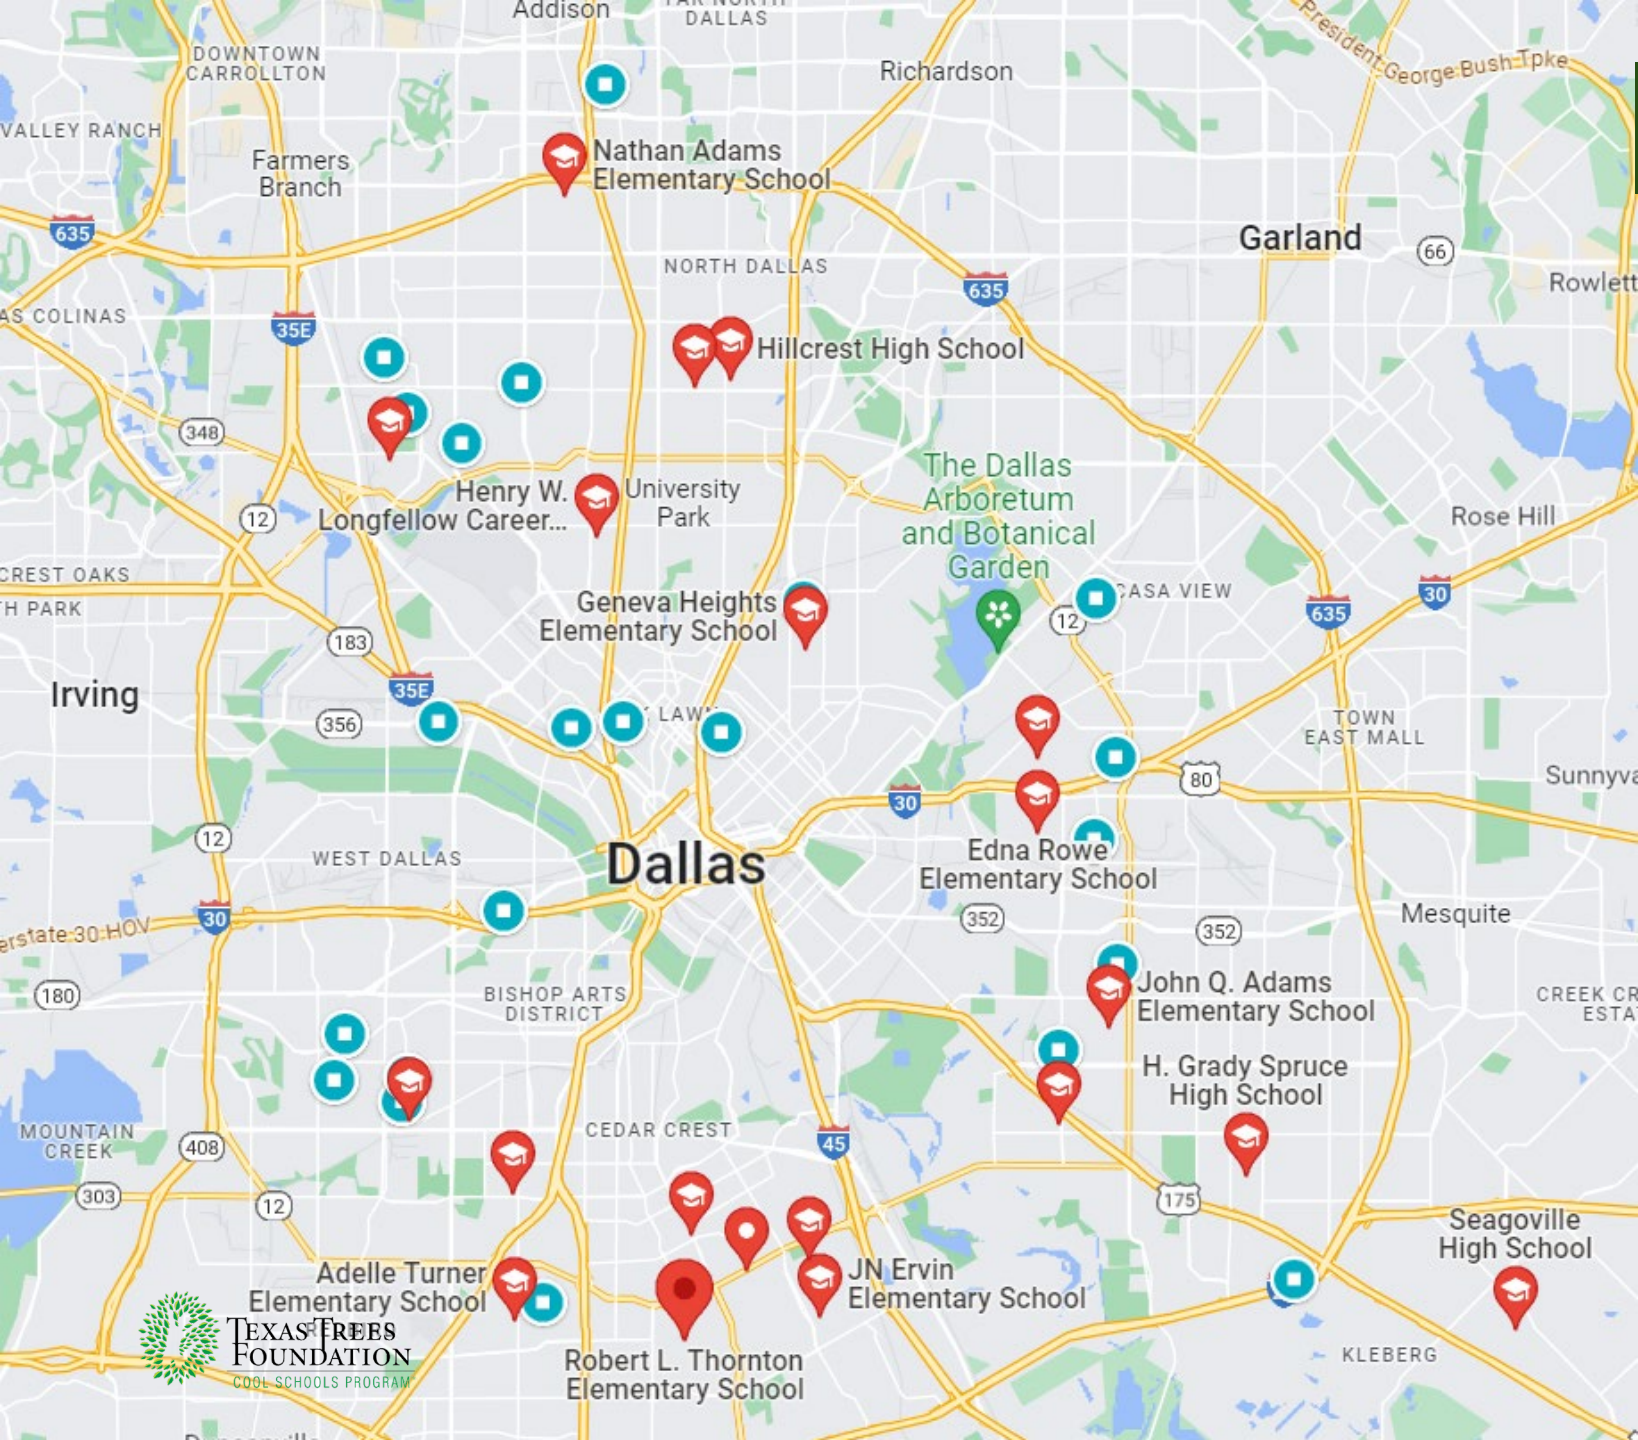 Addison
FAR NORTH
DALLAS
DOWNTOWN
CARROLLTON
Richardson
President George Bush Tpke
VALLEY RANCH
Farmers
Branch
Nathan Adams
Elementary School
635
Garland
66
NORTH DALLAS
Rowlett
635
AS COLINAS
35E
Hillcrest High School
348
The Dallas
Arboretum
and Botanical
Garden
Henry W.
Longfellow Career...
University
Park
12
Rose Hill
CREST OAKS
TH PARK
CASA VIEW
30
635
12
Geneva Heights
Elementary School
183
35E
Irving
356
LAWN
TOWN
EAST MALL
80
Sunnyva
30
12
WEST DALLAS
Dallas
Edna Rowe
Elementary School
30
erstate 30 HOV
352
352
Mesquite
180
BISHOP ARTS
DISTRICT
John Q. Adams
Elementary School
CREEK CR
ESTA
H. Grady Spruce
High School
MOUNTAIN
CREEK
408
CEDAR CREST
45
303
12
175
Seagoville
High School
Adelle Turner
Elementary School
JN Ervin
Elementary School
TEXAS TREES
FOUNDATION
COOL SCHOOLS PROGRAM
Robert L. Thornton
Elementary School
KLEBERG